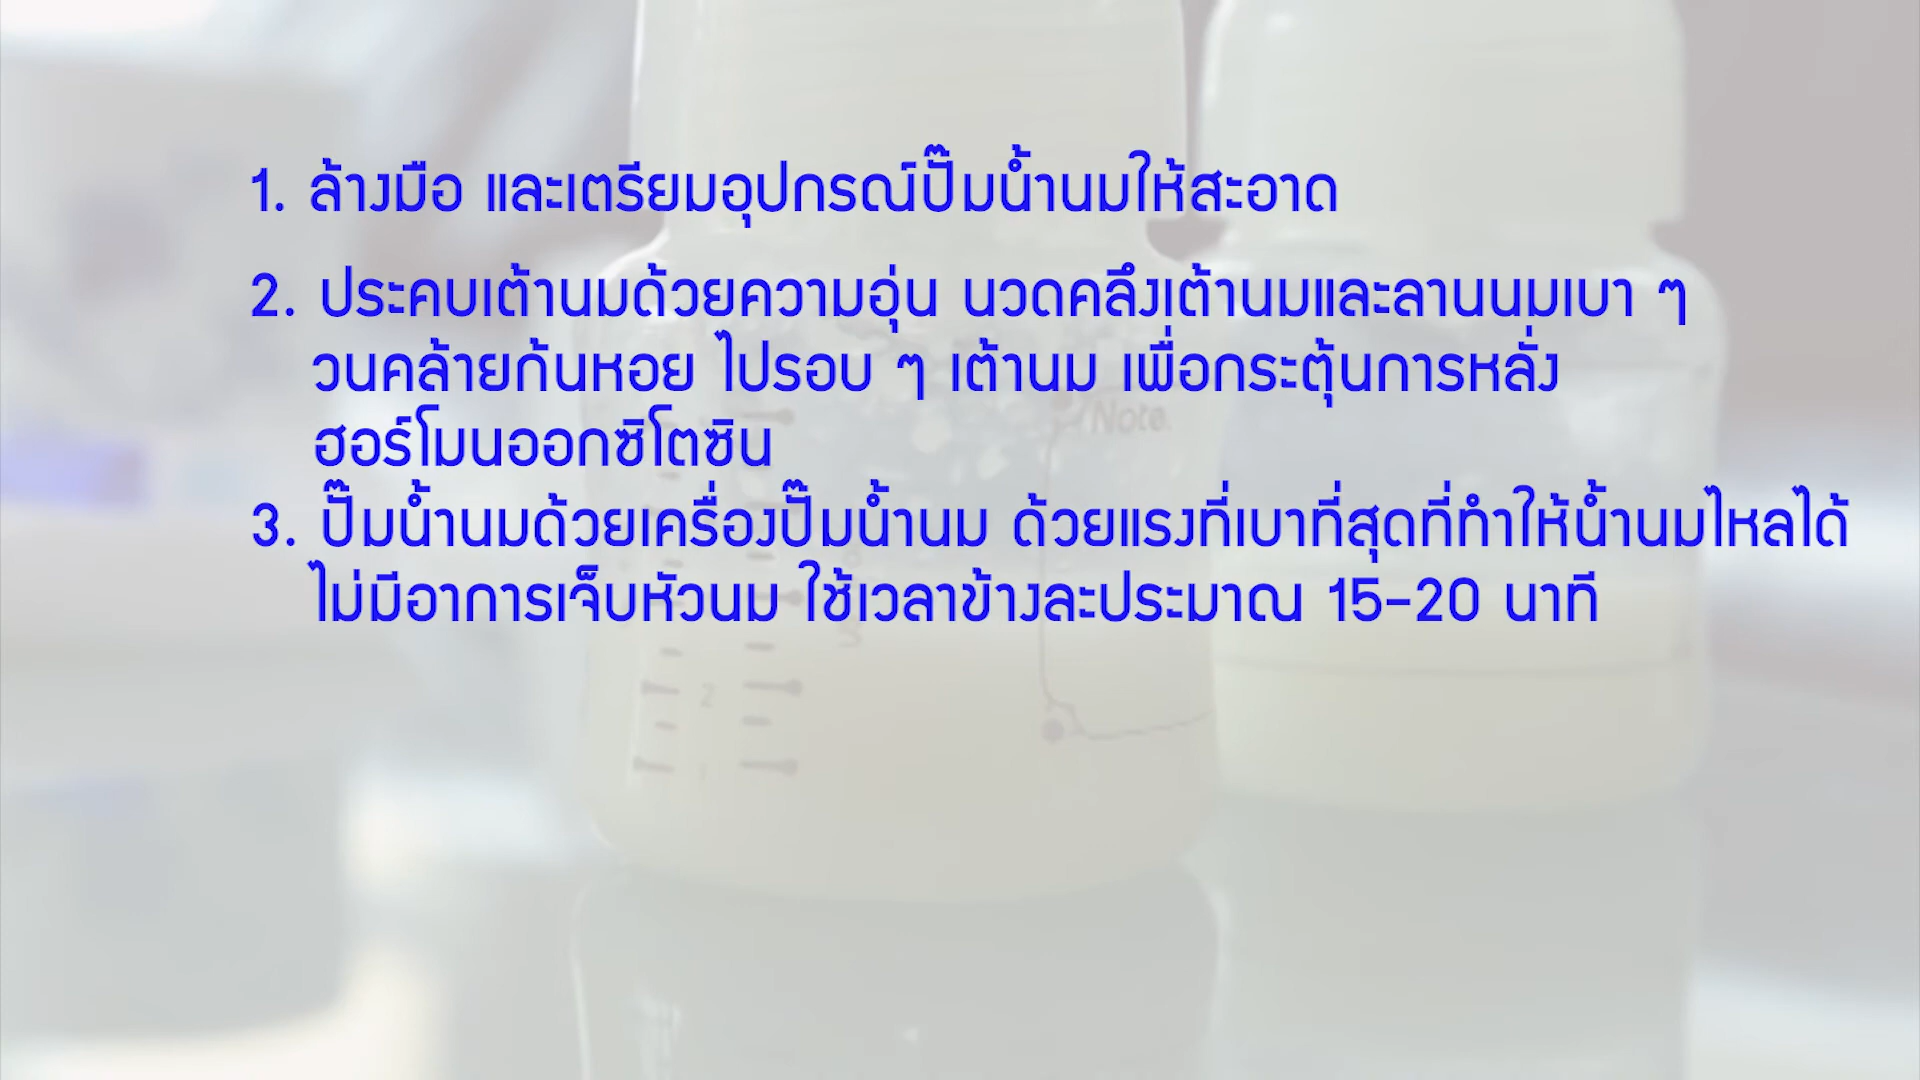 1. ล้างมือ และเตรียมอุปกรณ์ปั๊มน้ำนมให้สะอาด
2. ประคบเต้านมด้วยความอุ่น นวดคลึงเต้านมและลานนมเบา ๆ
วนคล้ายก้นหอย ไปรอบ ๆ เต้านม เพื่อกระตุ้นการหลั่ง
ฮอร์โมนออกซิโตซิน
3. ปั๊มน้ำนมด้วยเครื่องปั๊มน้ำนม ด้วยแรงที่เบาที่สุดที่ทำให้น้ำนมไหลได้
ไม่มีอาการเจ็บหัวนม ใช้เวลาข้างละประมาณ 15-20 นาที
Note.
2
1